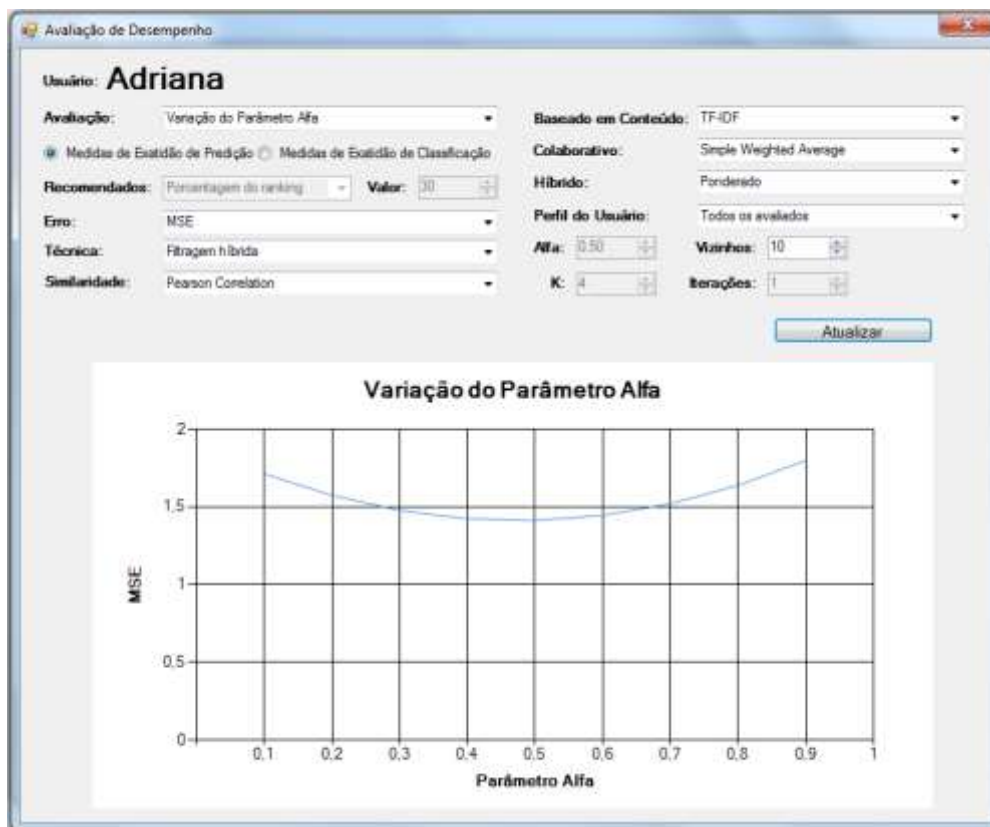 Avaliação de Desempenho
Usuário: Adriana
Avaliação: Variação do Parâmetro Alfa
Baseado em Conteúdo: TF-IDF
Medidas de Exatidão de Predição Medidas de Exatidão de Classificação
Colaborativo: Simple Weighted Average
Recomendados: Porcentagem do ranking Valor: 30
Híbrido: Ponderado
Erro: MSE
Perfil do Usuário: Todos os avaliados
Técnica: Filtragem híbrida
Alfa: 0,50 Vizinhos: 10
Similaridade: Pearson Correlation
K: 4 Iterações: 1
Atualizar
Variação do Parâmetro Alfa
2
1,5
1
0,5
0
MSE
0,1 0,2 0,3 0,4 0,5 0,6 0,7 0,8 0,9 1
Parâmetro Alfa